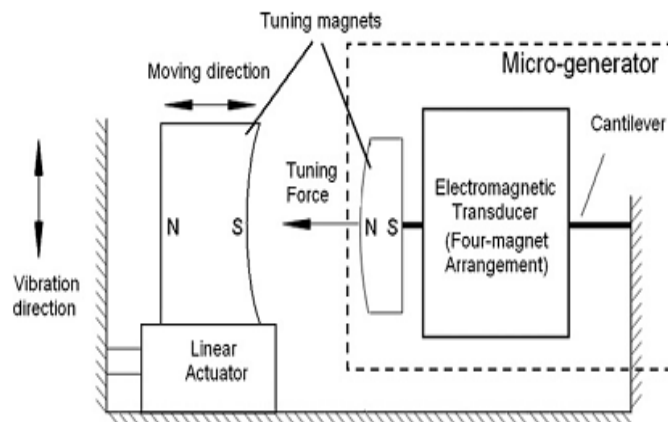 Tuning magnets
Moving direction
Micro-generator
Cantilever
Tuning
Force
Electromagnetic
Transducer
(Four-magnet
Arrangement)
N
S
N
S
Vibration
direction
Linear
Actuator